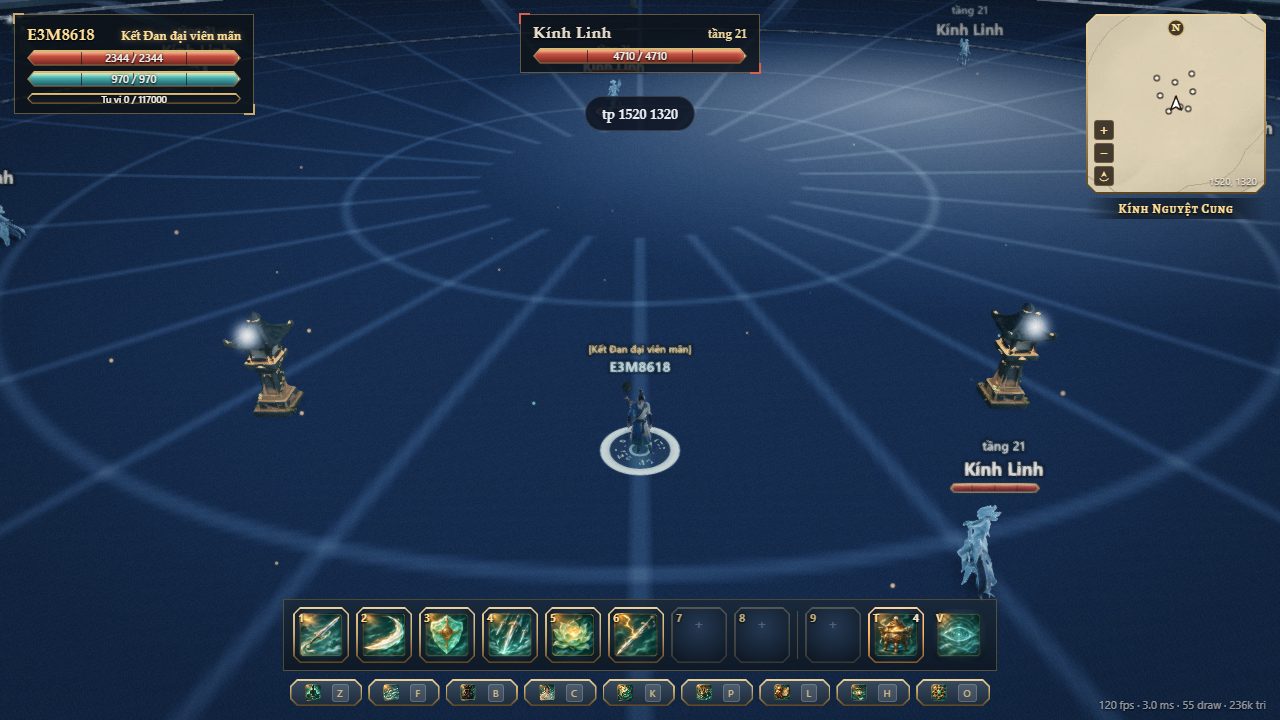 E3M8618 Kết Đan đại viên mãn
2344 / 2344
970 / 970
Tu vi 0 / 117000
Kính Linh tầng 21
4710 / 4710
tp 1520 1320
tầng 21
Kính Linh
N
+
−
1520, 1320
Kính Nguyệt Cung
[Kết Đan đại viên mãn]
E3M8618
tầng 21
Kính Linh
1 2 3 4 5 6 7 + 8 + 9 + T 4 V
Z F B C K P L H O
120 fps · 3.0 ms · 55 draw · 236k tri